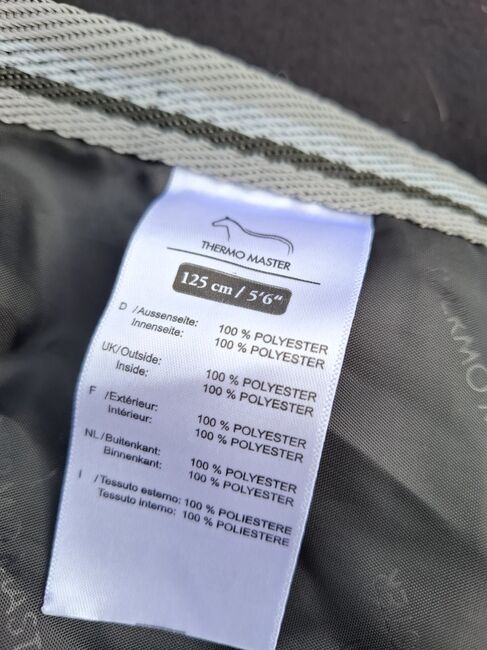 THERMO MASTER
125 cm / 5'6"
D / Aussenseite: 100 % POLYESTER
Innenseite: 100 % POLYESTER
UK/Outside: 100 % POLYESTER
Inside: 100 % POLYESTER
F / Extérieur: 100 % POLYESTER
Intérieur: 100 % POLYESTER
NL/Buitenkant: 100 % POLYESTER
Binnenkant: 100 % POLYESTER
I / Tessuto esterno: 100 % POLIESTERE
Tessuto interno: 100 % POLIESTERE